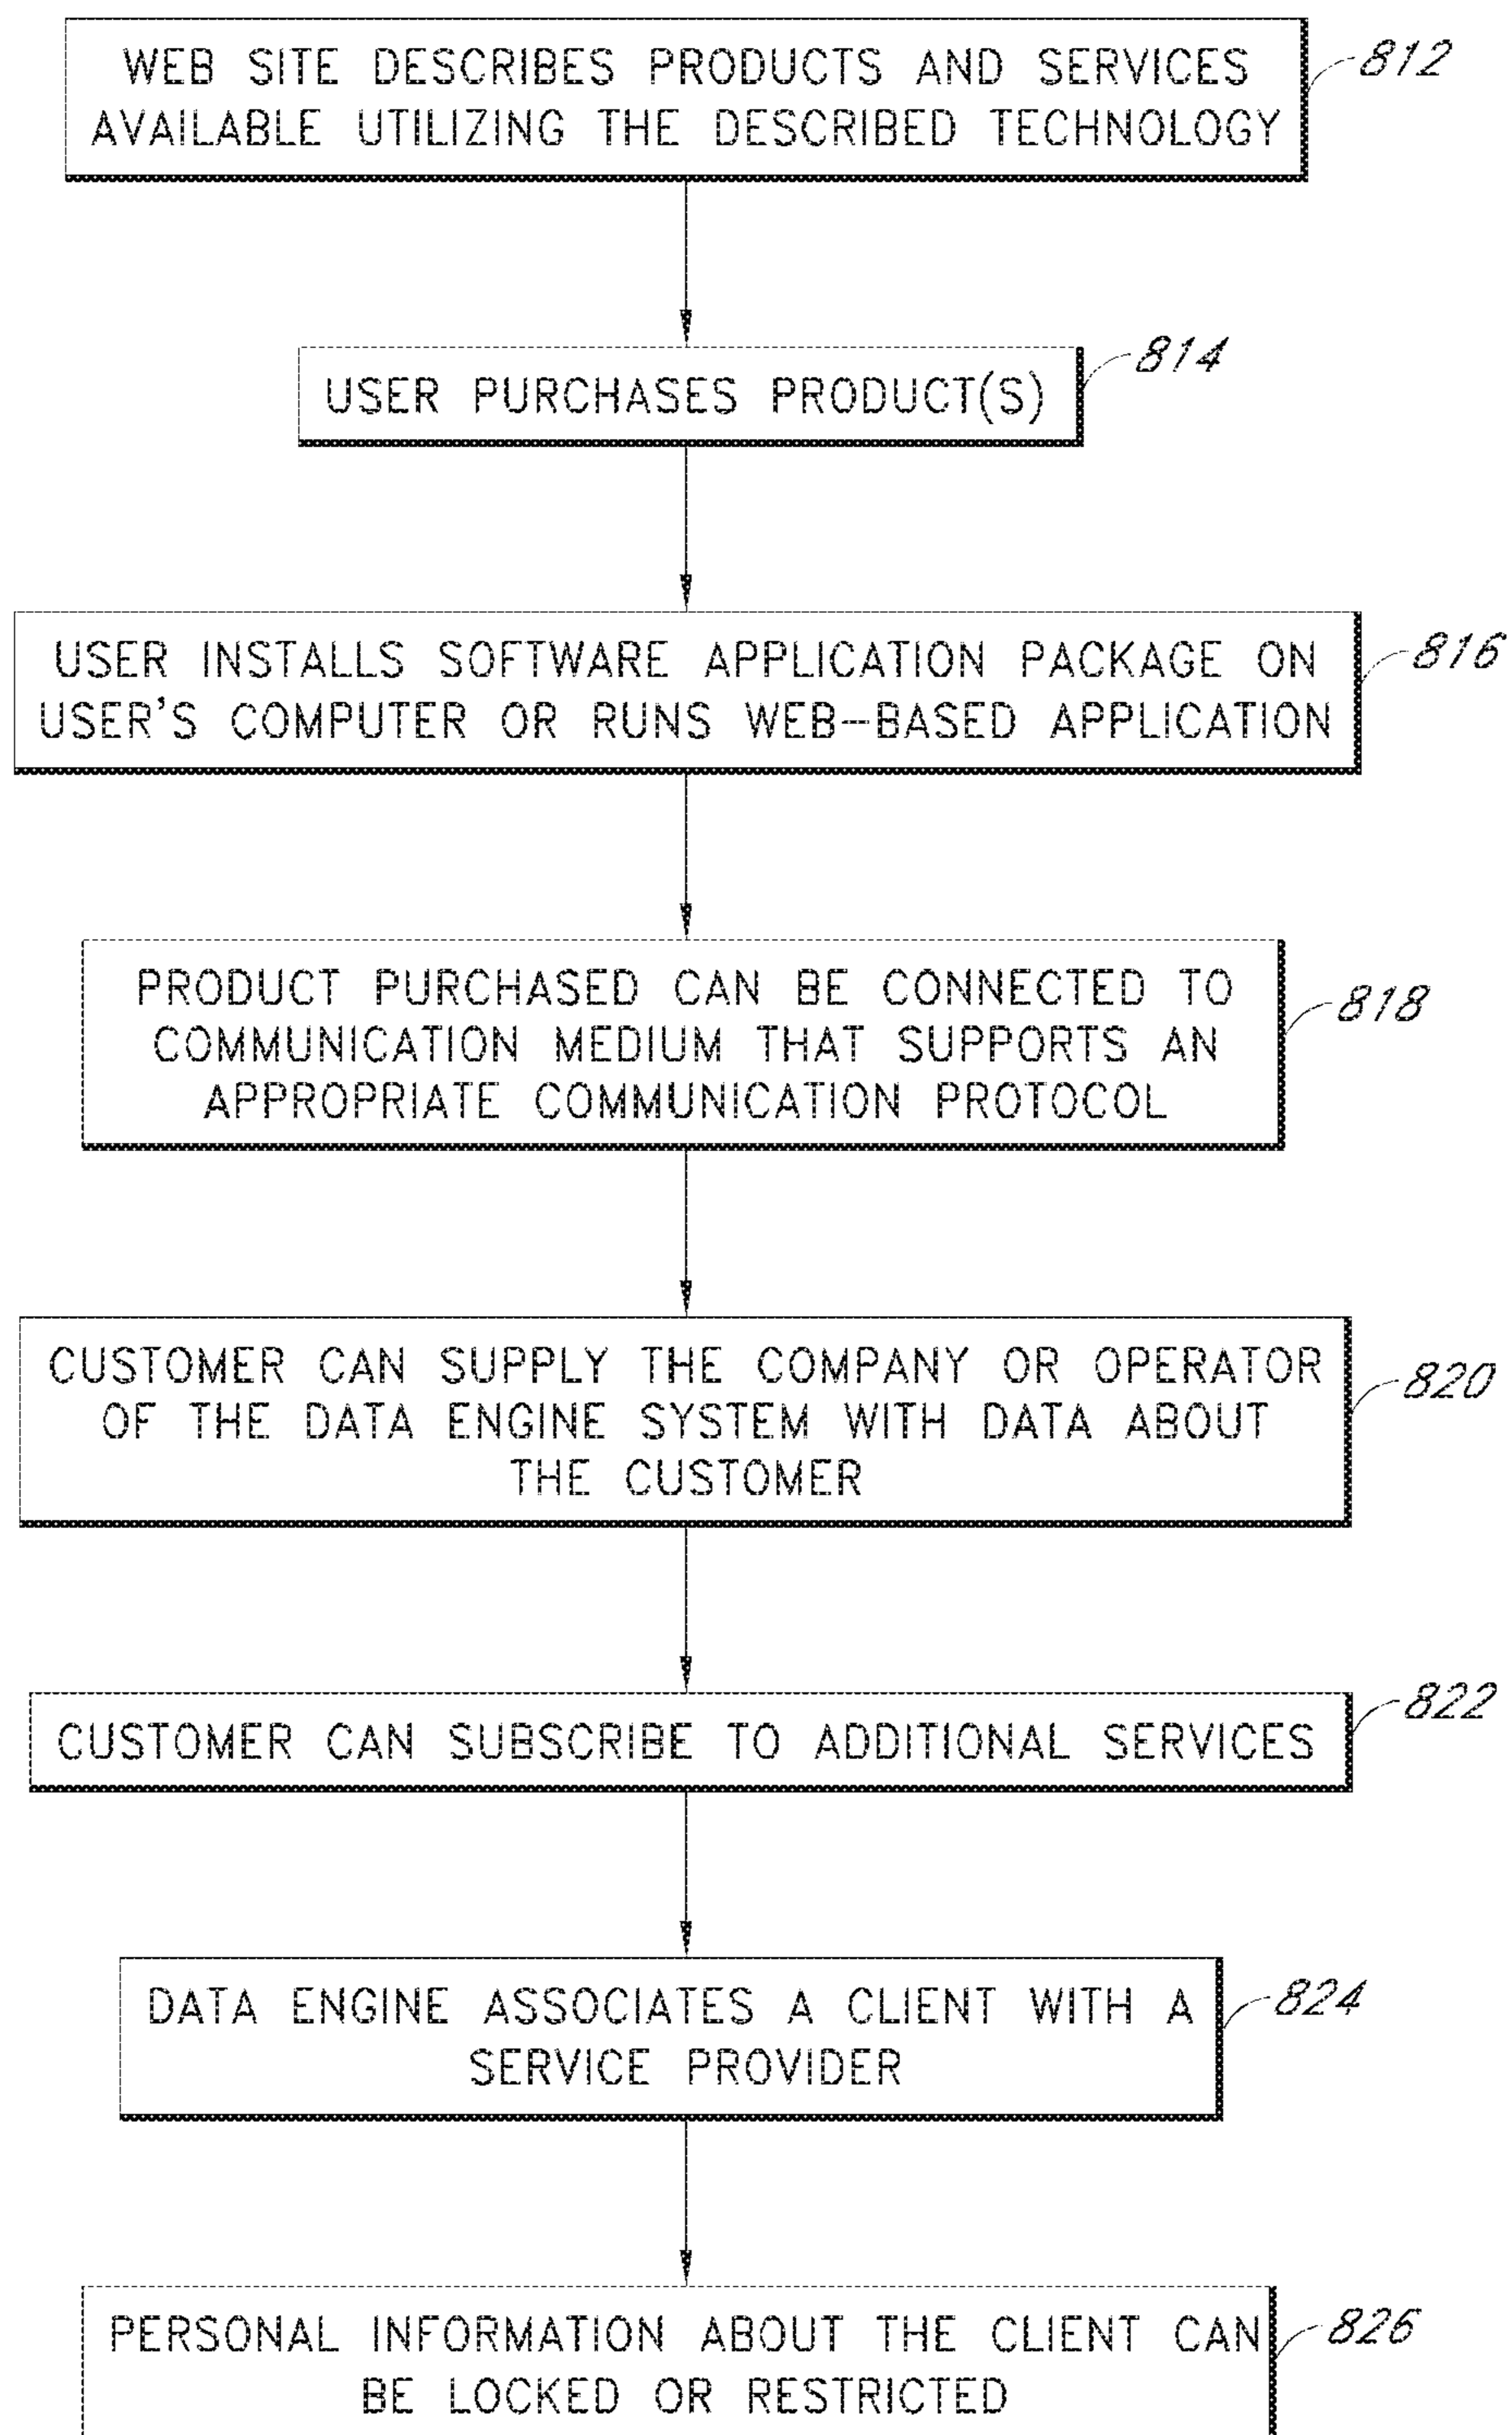 WEB SITE DESCRIBES PRODUCTS AND SERVICES
AVAILABLE UTILIZING THE DESCRIBED TECHNOLOGY
812
USER PURCHASES PRODUCT(S)
814
USER INSTALLS SOFTWARE APPLICATION PACKAGE ON
USER'S COMPUTER OR RUNS WEB-BASED APPLICATION
816
PRODUCT PURCHASED CAN BE CONNECTED TO
COMMUNICATION MEDIUM THAT SUPPORTS AN
APPROPRIATE COMMUNICATION PROTOCOL
818
CUSTOMER CAN SUPPLY THE COMPANY OR OPERATOR
OF THE DATA ENGINE SYSTEM WITH DATA ABOUT
THE CUSTOMER
820
CUSTOMER CAN SUBSCRIBE TO ADDITIONAL SERVICES
822
DATA ENGINE ASSOCIATES A CLIENT WITH A
SERVICE PROVIDER
824
PERSONAL INFORMATION ABOUT THE CLIENT CAN
BE LOCKED OR RESTRICTED
826